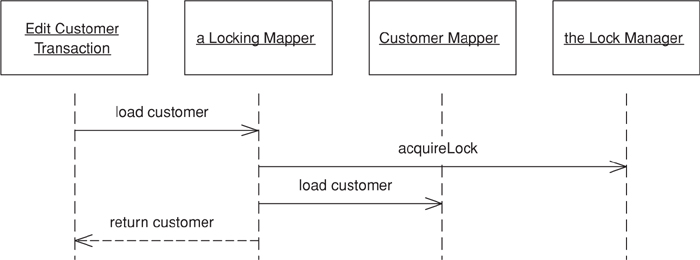 Edit Customer
Transaction
a Locking Mapper
Customer Mapper
the Lock Manager
load customer
acquireLock
load customer
return customer